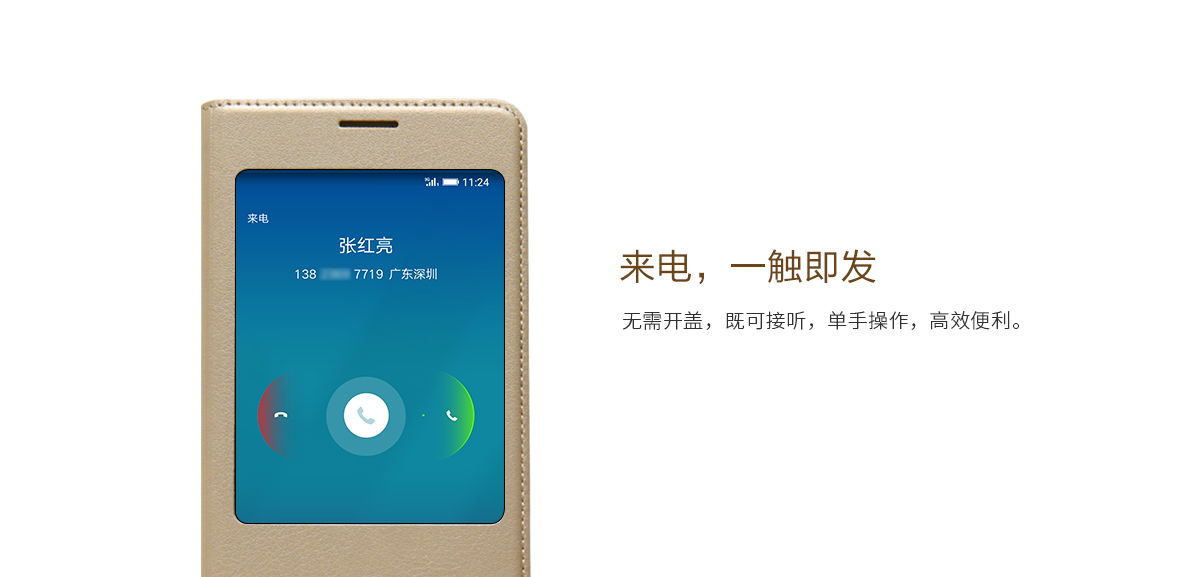 11:24
来电
张红亮
138 7719 广东深圳
来电，一触即发
无需开盖，既可接听，单手操作，高效便利。